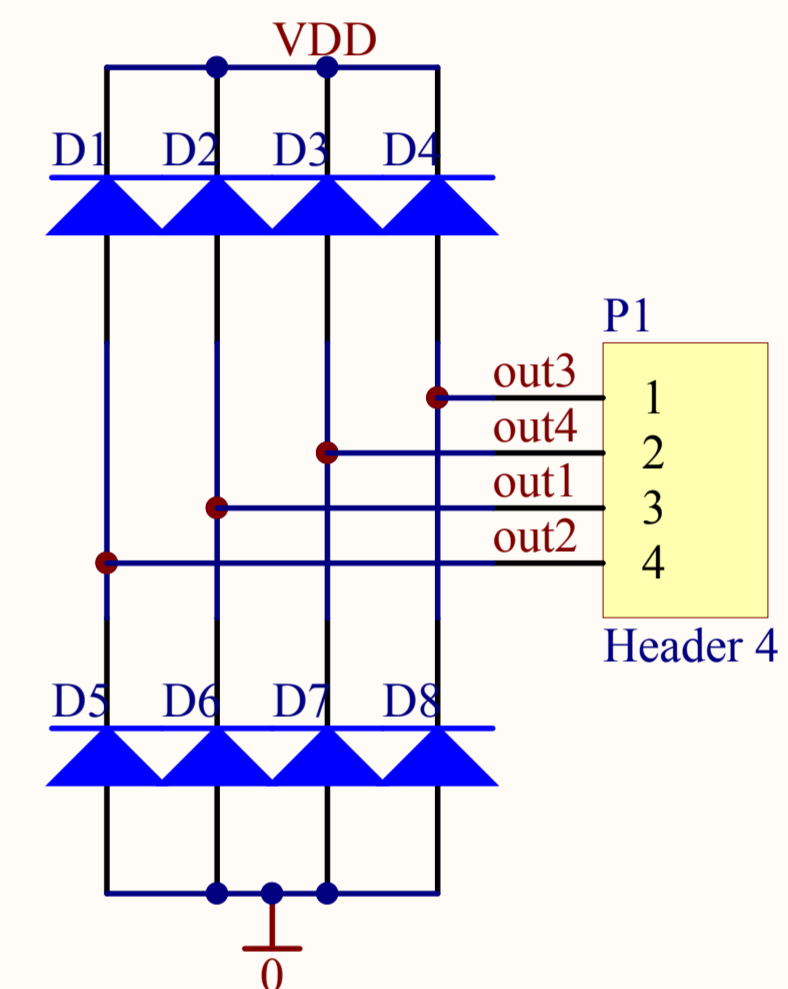 VDD
D1 D2 D3 D4
P1
out3 1
out4 2
out1 3
out2 4
Header 4
D5 D6 D7 D8
0